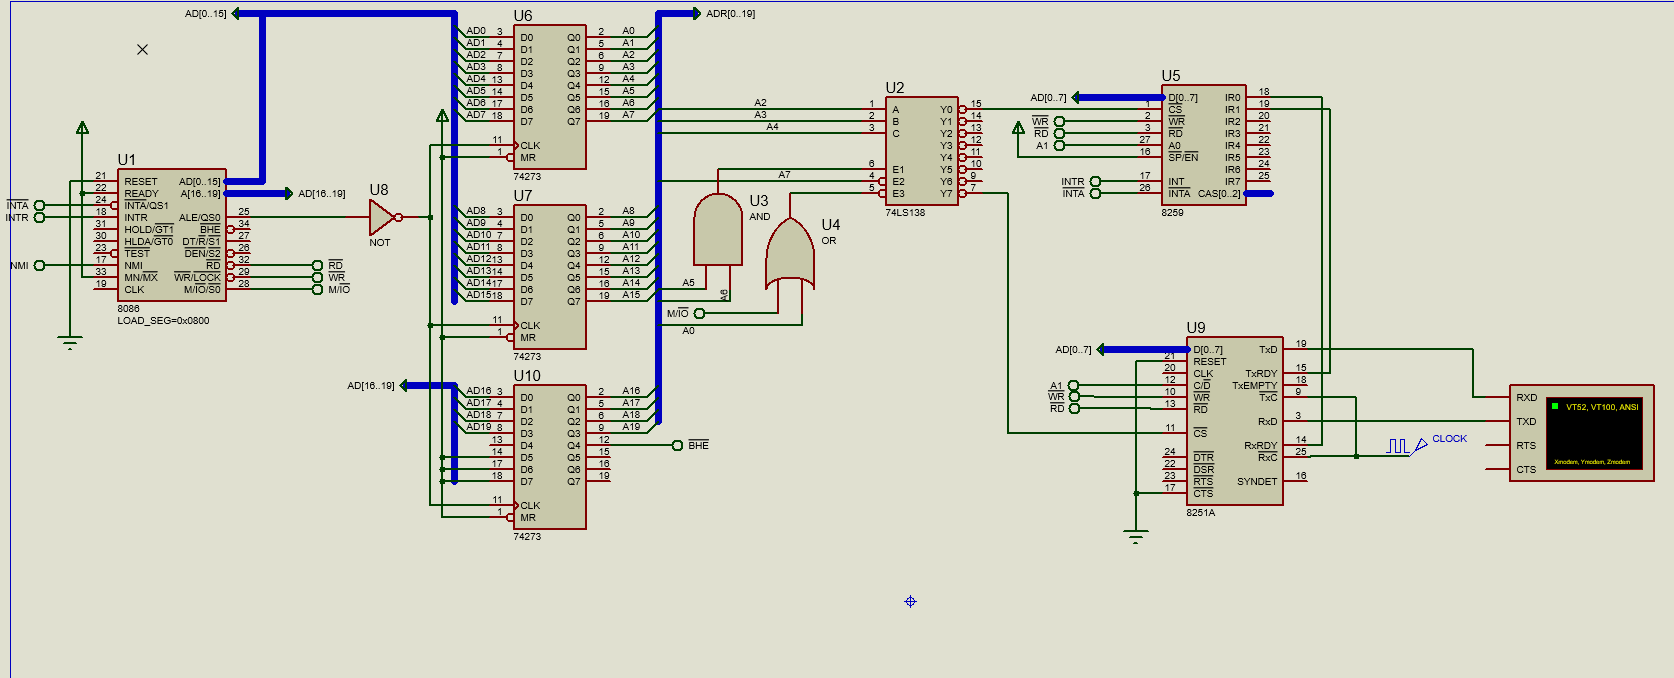 AD[0..15]
ADR[0..19]
U1
21 RESET AD[0..15]
22 READY A[16..19] AD[16..19]
INTA 24 INTA/QS1
INTR 18 INTR ALE/QS0 25
31 HOLD/GT1 BHE 34
30 HLDA/GT0 DT/R/S1 27
23 TEST DEN/S2 26
NMI 17 NMI RD 32 RD
33 MN/MX WR/LOCK 29 WR
19 CLK M/IO/S0 28 M/IO
8086
LOAD_SEG=0x0800
U8
NOT
U6
AD0 3 D0 Q0 2 A0
AD1 4 D1 Q1 5 A1
AD2 7 D2 Q2 6 A2
AD3 8 D3 Q3 9 A3
AD4 13 D4 Q4 12 A4
AD5 14 D5 Q5 15 A5
AD6 17 D6 Q6 16 A6
AD7 18 D7 Q7 19 A7
11 CLK
1 MR
74273
U7
AD8 3 D0 Q0 2 A8
AD9 4 D1 Q1 5 A9
AD10 7 D2 Q2 6 A10
AD11 8 D3 Q3 9 A11
AD12 13 D4 Q4 12 A12
AD13 14 D5 Q5 15 A13
AD14 17 D6 Q6 16 A14
AD15 18 D7 Q7 19 A15
11 CLK
1 MR
74273
AD[16..19]
U10
AD16 3 D0 Q0 2 A16
AD17 4 D1 Q1 5 A17
AD18 7 D2 Q2 6 A18
AD19 8 D3 Q3 9 A19
13 D4 Q4 12 BHE
14 D5 Q5 15
17 D6 Q6 16
18 D7 Q7 19
11 CLK
1 MR
74273
U2
A2 1 A Y0 15
A3 2 B Y1 14
A4 3 C Y2 13
Y3 12
Y4 11
6 E1 Y5 10
A7 4 E2 Y6 9
5 E3 Y7 7
74LS138
U3
AND
U4
OR
A5
A6
M/IO
A0
U5
AD[0..7] D[0..7] IR0 18
1 CS IR1 19
WR 2 WR IR2 20
RD 3 RD IR3 21
A1 27 A0 IR4 22
16 SP/EN IR5 23
IR6 24
INTR 17 INT IR7 25
INTA 26 INTA CAS[0..2]
8259
U9
AD[0..7] D[0..7] TxD 19
21 RESET
20 CLK TxRDY 15
A1 12 C/D TxEMPTY 18
WR 10 WR TxC 9
RD 13 RD RxD 3
11 CS
RxRDY 14
24 DTR RxC 25
22 DSR
23 RTS SYNDET 16
17 CTS
8251A
CLOCK
RXD
TXD
RTS
CTS
VT52, VT100, ANSI
Xmodem, Ymodem, Zmodem